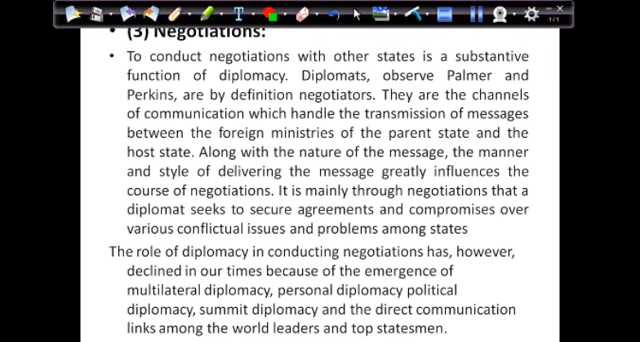 • (3) Negotiations:
• To conduct negotiations with other states is a substantive
function of diplomacy. Diplomats, observe Palmer and
Perkins, are by definition negotiators. They are the channels
of communication which handle the transmission of messages
between the foreign ministries of the parent state and the
host state. Along with the nature of the message, the manner
and style of delivering the message greatly influences the
course of negotiations. It is mainly through negotiations that a
diplomat seeks to secure agreements and compromises over
various conflictual issues and problems among states
The role of diplomacy in conducting negotiations has, however,
declined in our times because of the emergence of
multilateral diplomacy, personal diplomacy political
diplomacy, summit diplomacy and the direct communication
links among the world leaders and top statesmen.
1/1